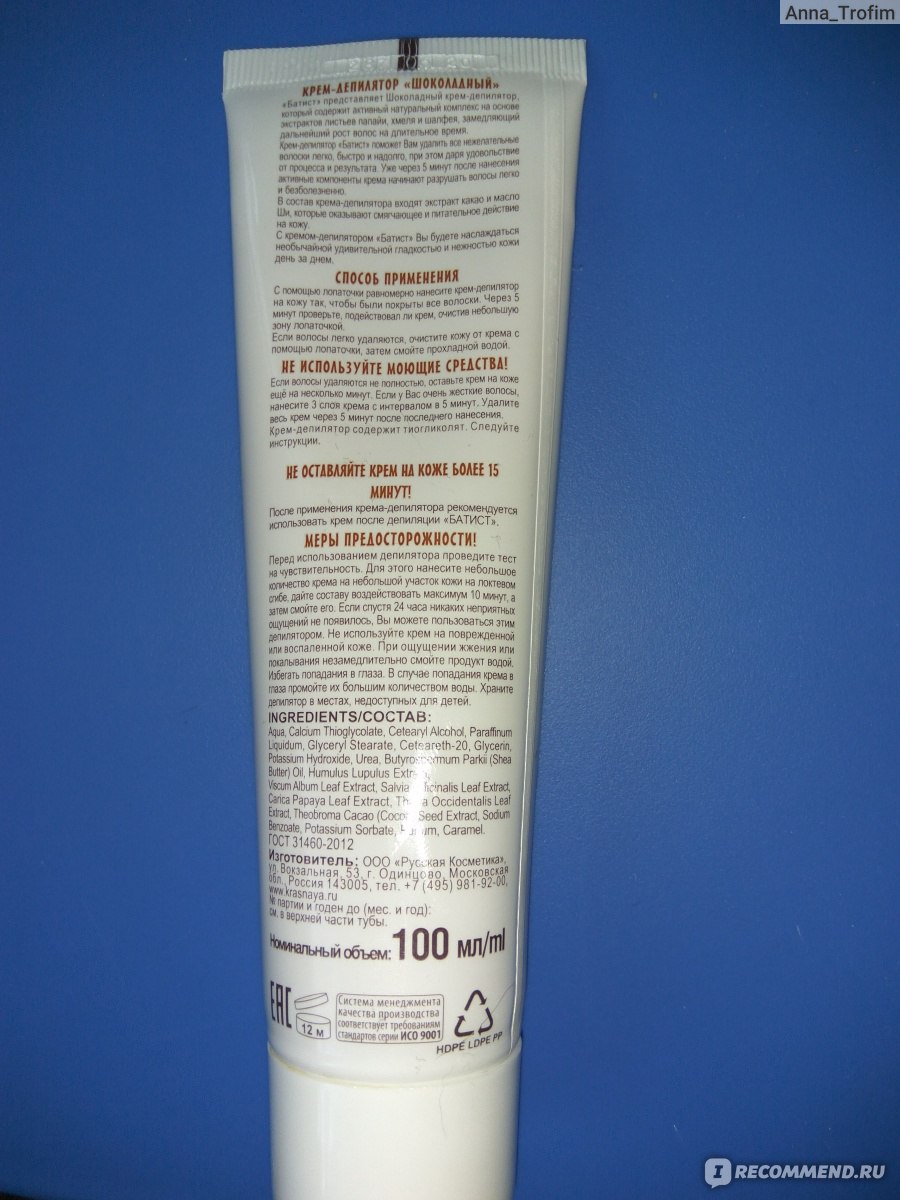 Anna_Trofim
КРЕМ-ДЕПИЛЯТОР «ШОКОЛАДНЫЙ»
«Батист» представляет Шоколадный крем-депилятор,
который содержит активный натуральный комплекс на основе
экстрактов листьев папайи, хмеля и шалфея, замедляющий
дальнейший рост волос на длительное время.
Крем-депилятор «Батист» поможет Вам удалить все нежелательные
волоски легко, быстро и надолго, при этом даря удовольствие
от процесса и результата. Уже через 5 минут после нанесения
активные компоненты крема начинают разрушать волосы легко
и безболезненно.
В состав крема-депилятора входят экстракт какао и масло
Ши, которые оказывают смягчающее и питательное действие
на кожу.
С кремом-депилятором «Батист» Вы будете наслаждаться
необычайной удивительной гладкостью и нежностью кожи
день за днем.
СПОСОБ ПРИМЕНЕНИЯ
С помощью лопаточки равномерно нанесите крем-депилятор
на кожу так, чтобы были покрыты все волоски. Через 5
минут проверьте, подействовал ли крем, очистив небольшую
зону лопаточкой.
Если волосы легко удаляются, очистите кожу от крема с
помощью лопаточки, затем смойте прохладной водой.
НЕ ИСПОЛЬЗУЙТЕ МОЮЩИЕ СРЕДСТВА!
Если волосы удаляются не полностью, оставьте крем на коже
ещё на несколько минут. Если у Вас очень жесткие волосы,
нанесите 3 слоя крема с интервалом в 5 минут. Удалите
весь крем через 5 минут после последнего нанесения.
Крем-депилятор содержит тиогликолят. Следуйте
инструкции.
НЕ ОСТАВЛЯЙТЕ КРЕМ НА КОЖЕ БОЛЕЕ 15
МИНУТ!
После применения крема-депилятора рекомендуется
использовать крем после депиляции «БАТИСТ».
МЕРЫ ПРЕДОСТОРОЖНОСТИ!
Перед использованием депилятора проведите тест
на чувствительность. Для этого нанесите небольшое
количество крема на небольшой участок кожи на локтевом
сгибе, дайте составу воздействовать максимум 10 минут, а
затем смойте его. Если спустя 24 часа никаких неприятных
ощущений не появилось, Вы можете пользоваться этим
депилятором. Не используйте крем на поврежденной
или воспаленной коже. При ощущении жжения или
покалывания незамедлительно смойте продукт водой.
Избегать попадания в глаза. В случае попадания крема в
глаза промойте их большим количеством воды. Храните
депилятор в местах, недоступных для детей.
INGREDIENTS/СОСТАВ:
Aqua, Calcium Thioglycolate, Cetearyl Alcohol, Paraffinum
Liquidum, Glyceryl Stearate, Ceteareth-20, Glycerin,
Potassium Hydroxide, Urea, Butyrospermum Parkii (Shea
Butter) Oil, Humulus Lupulus Extract,
Viscum Album Leaf Extract, Salvia Officinalis Leaf Extract,
Carica Papaya Leaf Extract, Thuja Occidentalis Leaf
Extract, Theobroma Cacao (Cocoa) Seed Extract, Sodium
Benzoate, Potassium Sorbate, Parfum, Caramel.
ГОСТ 31460-2012
Изготовитель: ООО «Русская Косметика»,
ул. Вокзальная, 53, г. Одинцово, Московская
обл., Россия 143005, тел. +7 (495) 981-92-00,
www.krasnaya.ru
№ партии и годен до (мес. и год):
см. в верхней части тубы.
Номинальный объем: 100 мл/ml
EAC
12 м
Система менеджмента
качества производства
соответствует требованиям
стандартов серии ИСО 9001
HDPE LDPE PP
IRECOMMEND.RU